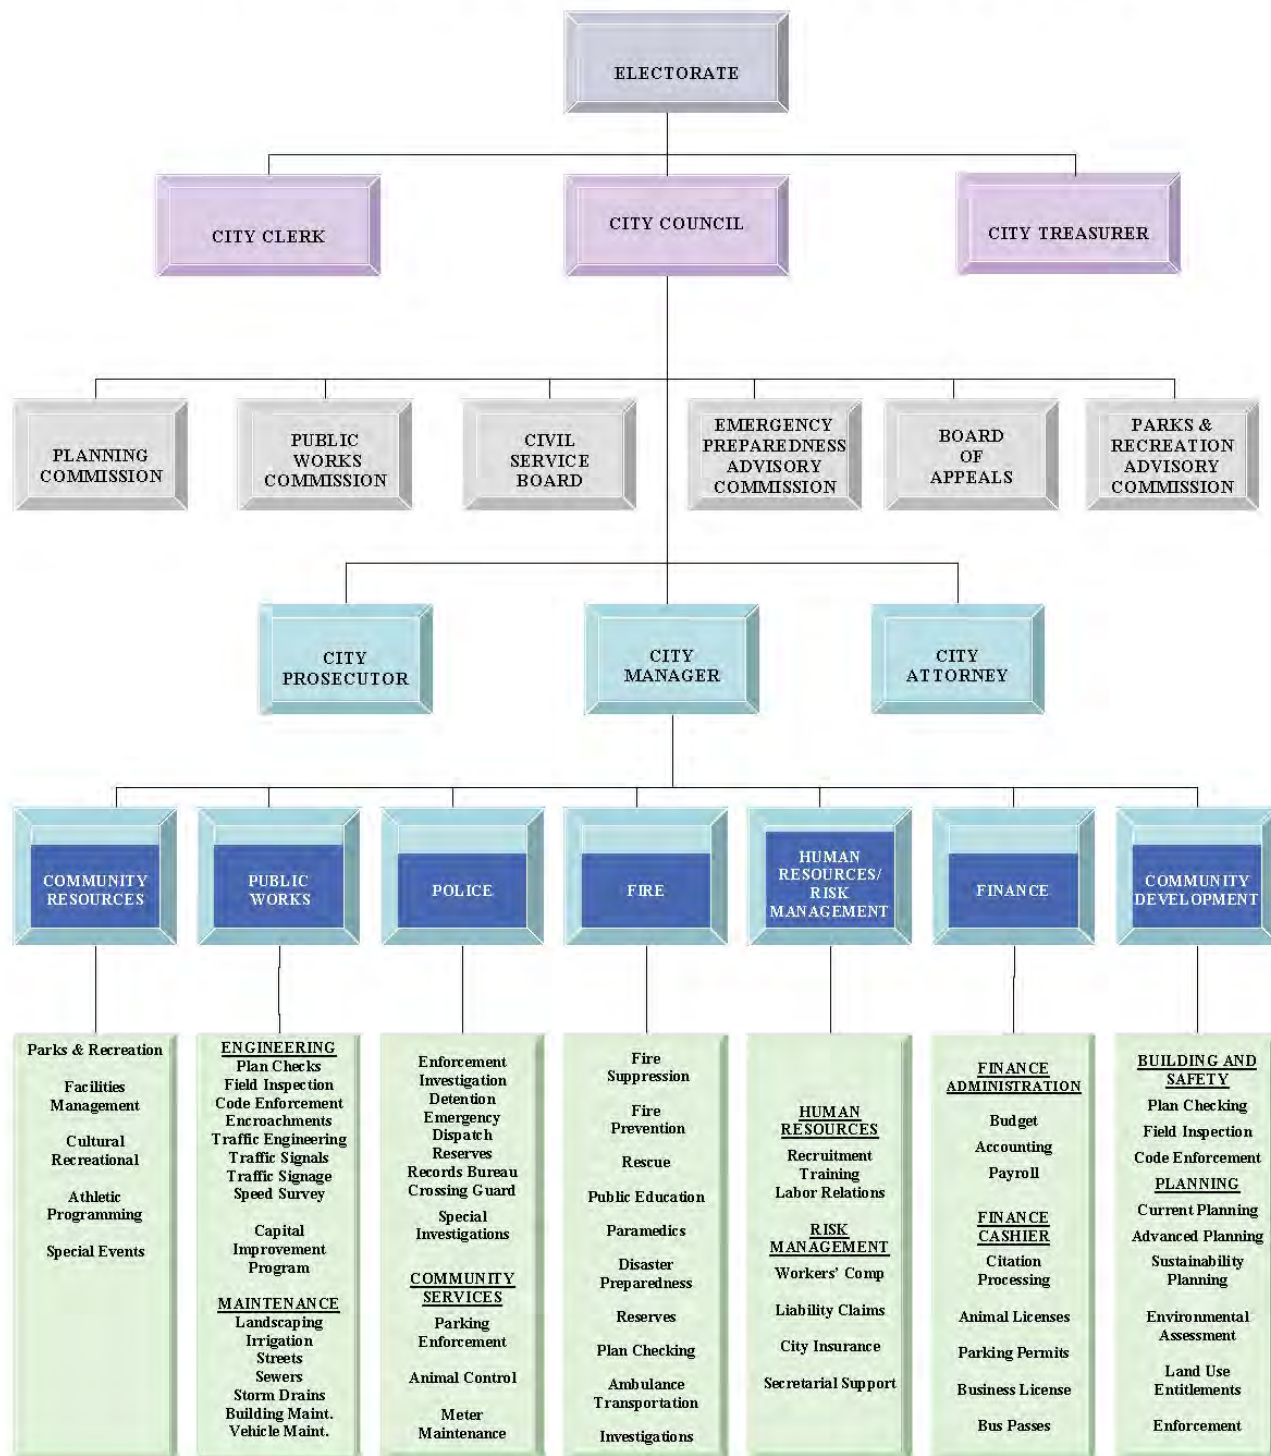 ELECTORATE
CITY CLERK
CITY COUNCIL
CITY TREASURER
PLANNING
COMMISSION
PUBLIC
WORKS
COMMISSION
CIVIL
SERVICE
BOARD
EMERGENCY
PREPAREDNESS
ADVISORY
COMMISSION
BOARD
OF
APPEALS
PARKS &
RECREATION
ADVISORY
COMMISSION
CITY
PROSECUTOR
CITY
MANAGER
CITY
ATTORNEY
COMMUNITY
RESOURCES
PUBLIC
WORKS
POLICE
FIRE
HUMAN
RESOURCES/
RISK
MANAGEMENT
FINANCE
COMMUNITY
DEVELOPMENT
Parks & Recreation
Facilities
Management
Cultural
Recreational
Athletic
Programming
Special Events
ENGINEERING
Plan Checks
Field Inspection
Code Enforcement
Encroachments
Traffic Engineering
Traffic Signals
Traffic Signage
Speed Survey
Capital
Improvement
Program
MAINTENANCE
Landscaping
Irrigation
Streets
Sewers
Storm Drains
Building Maint.
Vehicle Maint.
Enforcement
Investigation
Detention
Emergency
Dispatch
Reserves
Records Bureau
Crossing Guard
Special
Investigations
COMMUNITY
SERVICES
Parking
Enforcement
Animal Control
Meter
Maintenance
Fire
Suppression
Fire
Prevention
Rescue
Public Education
Paramedics
Disaster
Preparedness
Reserves
Plan Checking
Ambulance
Transportation
Investigations
HUMAN
RESOURCES
Recruitment
Training
Labor Relations
RISK
MANAGEMENT
Workers' Comp
Liability Claims
City Insurance
Secretarial Support
FINANCE
ADMINISTRATION
Budget
Accounting
Payroll
FINANCE
CASHIER
Citation
Processing
Animal Licenses
Parking Permits
Business License
Bus Passes
BUILDING AND
SAFETY
Plan Checking
Field Inspection
Code Enforcement
PLANNING
Current Planning
Advanced Planning
Sustainability
Planning
Environmental
Assessment
Land Use
Entitlements
Enforcement